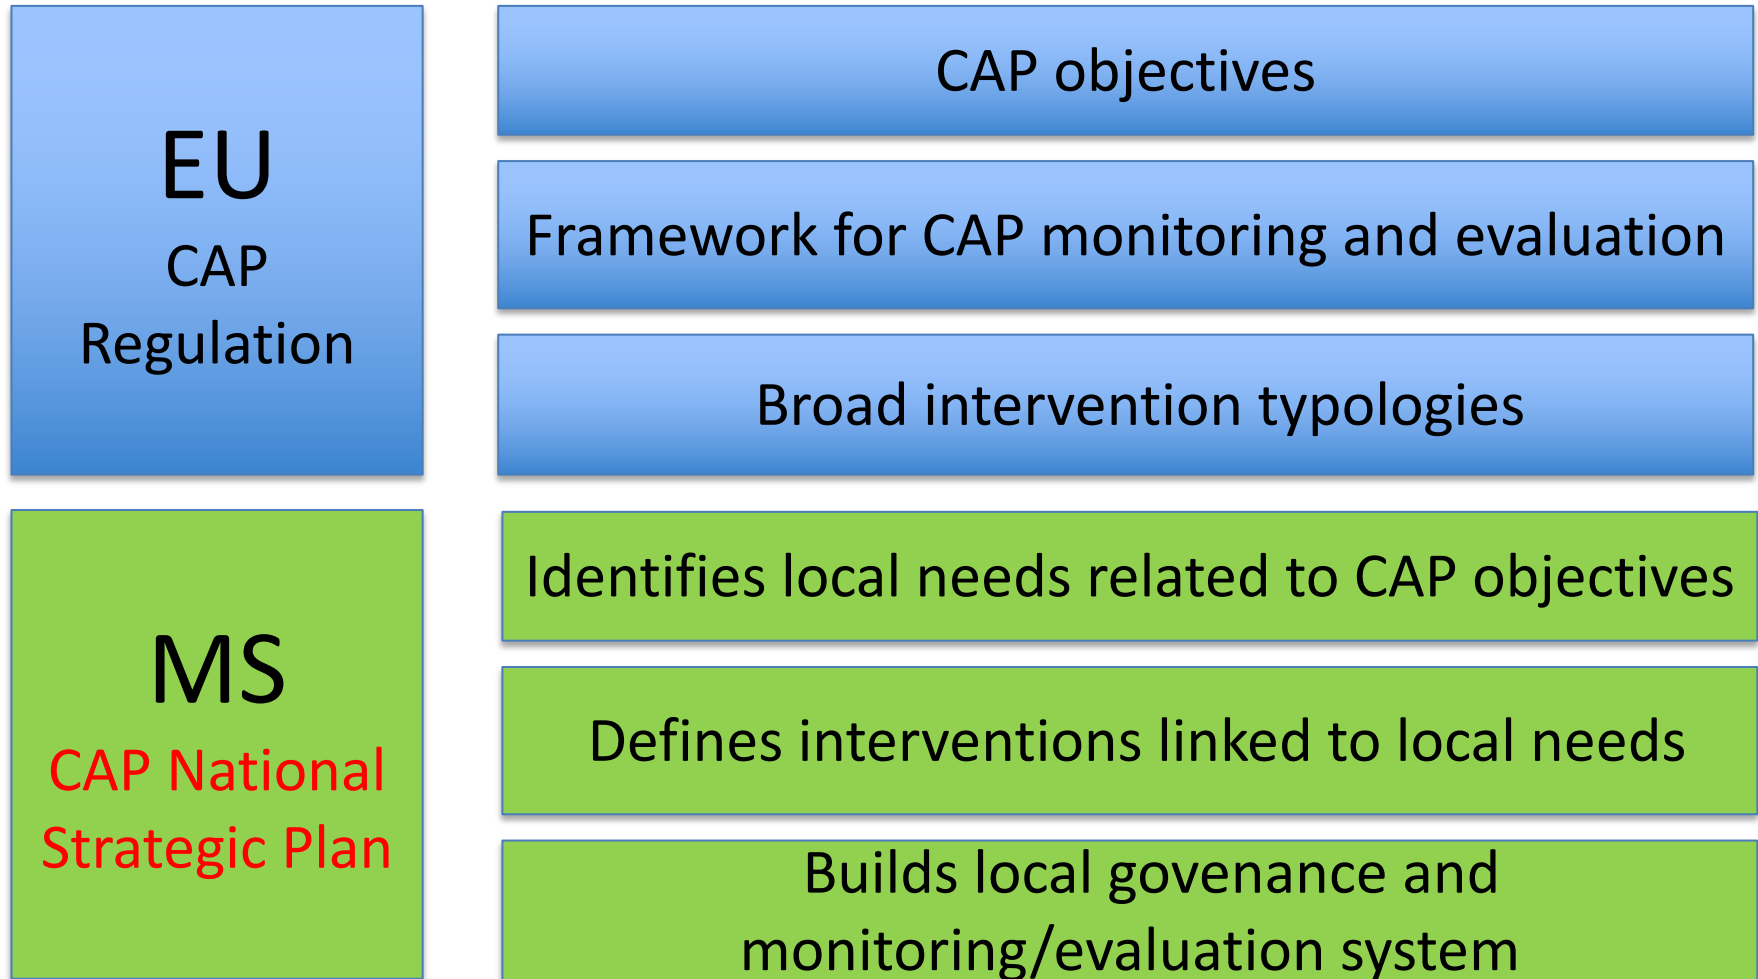 EU
CAP
Regulation
CAP objectives
Framework for CAP monitoring and evaluation
Broad intervention typologies
MS
CAP National
Strategic Plan
Identifies local needs related to CAP objectives
Defines interventions linked to local needs
Builds local govenance and
monitoring/evaluation system